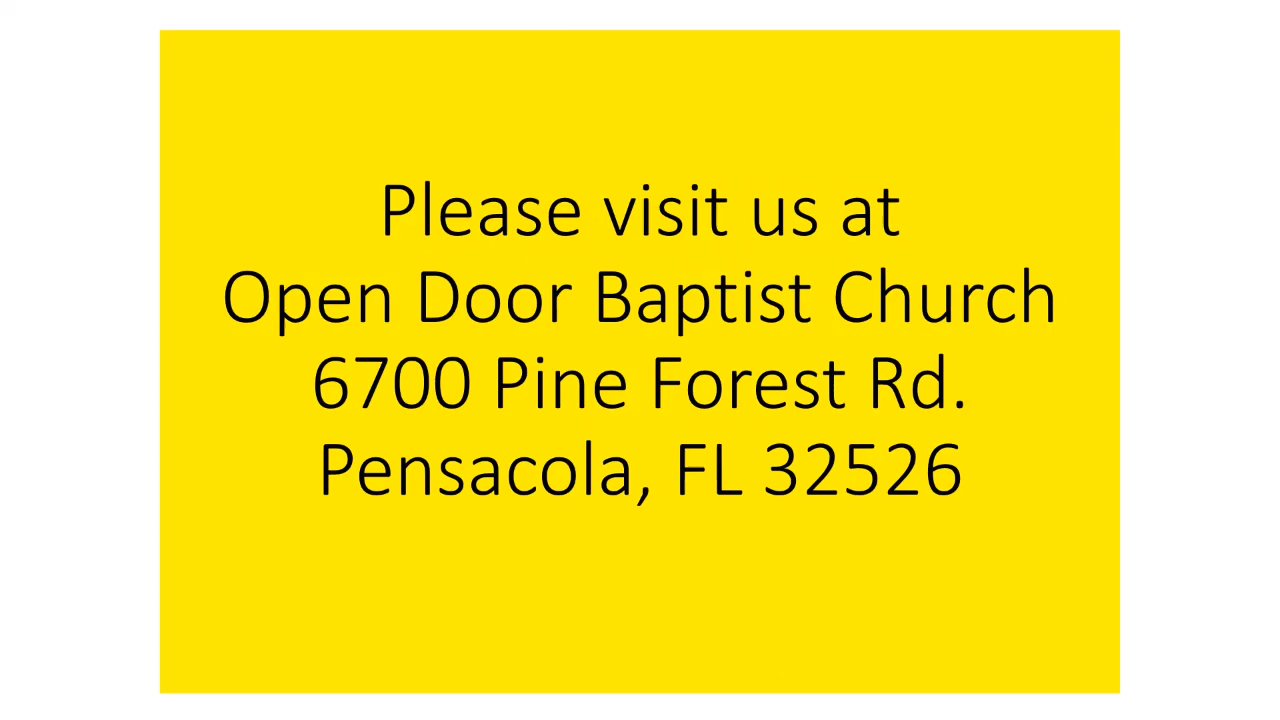 Please visit us at
Open Door Baptist Church
6700 Pine Forest Rd.
Pensacola, FL 32526